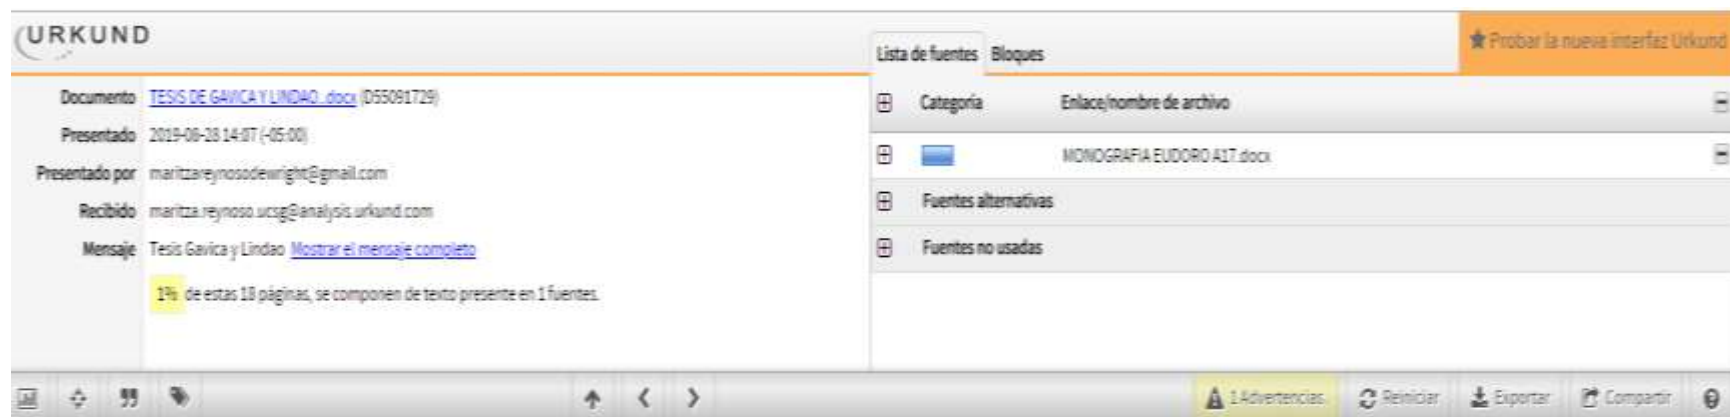 URKUND
Documento TESIS DE GAVICA Y LINDAO .docx (D55091729)
Presentado 2019-08-28 14:07 (-05:00)
Presentado por maritzareynosodewright@gmail.com
Recibido maritza.reynoso.ucsg@analysis.urkund.com
Mensaje Tesis Gavica y Lindao Mostrar el mensaje completo
1% de estas 18 páginas, se componen de texto presente en 1 fuentes.
Lista de fuentes Bloques
Probar la nueva interfaz Urkund
Categoría Enlace/nombre de archivo
MONOGRAFIA EUDORO A17.docx
Fuentes alternativas
Fuentes no usadas
1 Advertencias Reiniciar Exportar Compartir